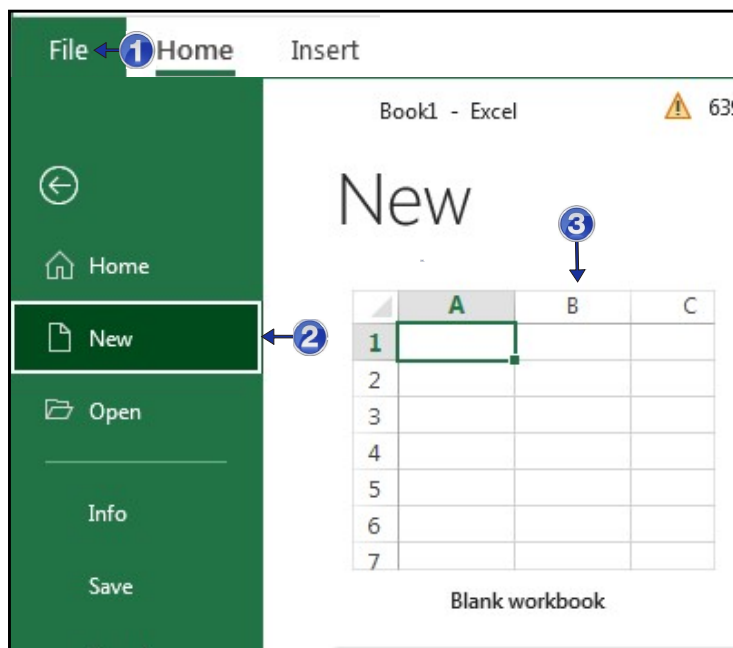 File 1 Home Insert
Book1 - Excel 639
New
3
Home
A B C
New 2
1
2
Open
3
4
5
Info
6
7
Save
Blank workbook